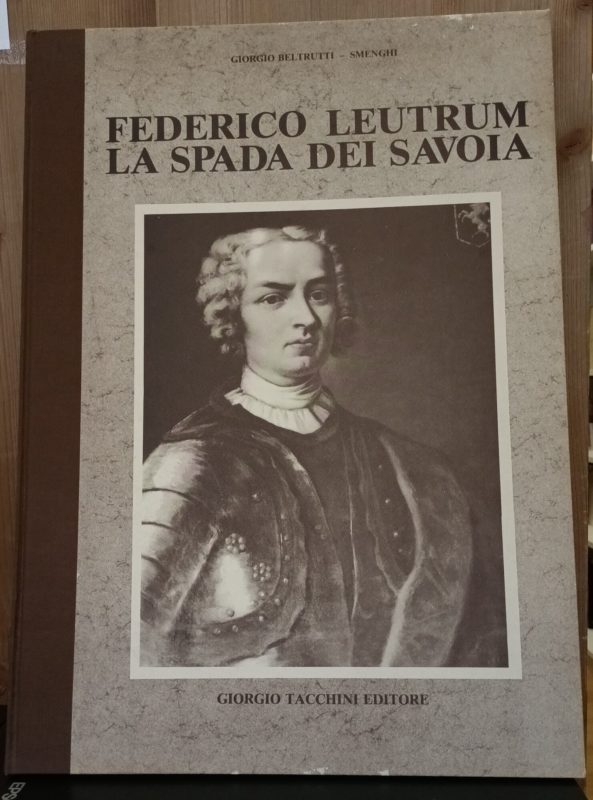 GIORGIO BELTRUTTI - SMENGHI
FEDERICO LEUTRUM
LA SPADA DEI SAVOIA
GIORGIO TACCHINI EDITORE